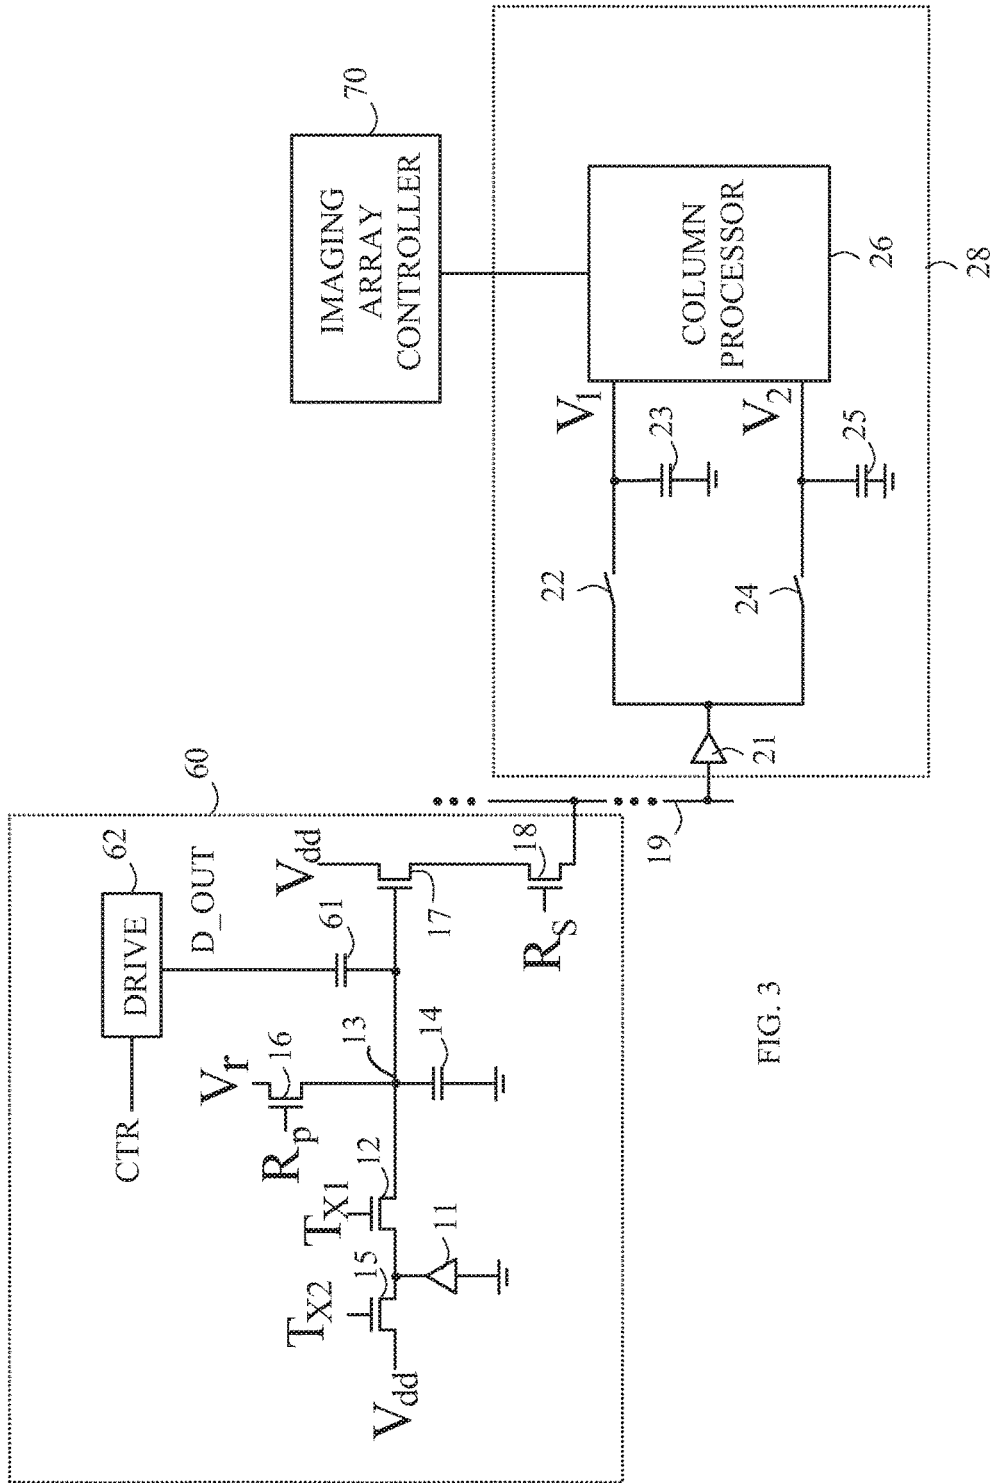 60
CTR
DRIVE
62
D_OUT
Vdd
TX2
15
TX1
12
Rp
Vr
16
13
14
61
Vdd
17
RS
18
11
19
21
22
24
V1
23
V2
25
COLUMN
PROCESSOR
26
28
IMAGING
ARRAY
CONTROLLER
70
FIG. 3